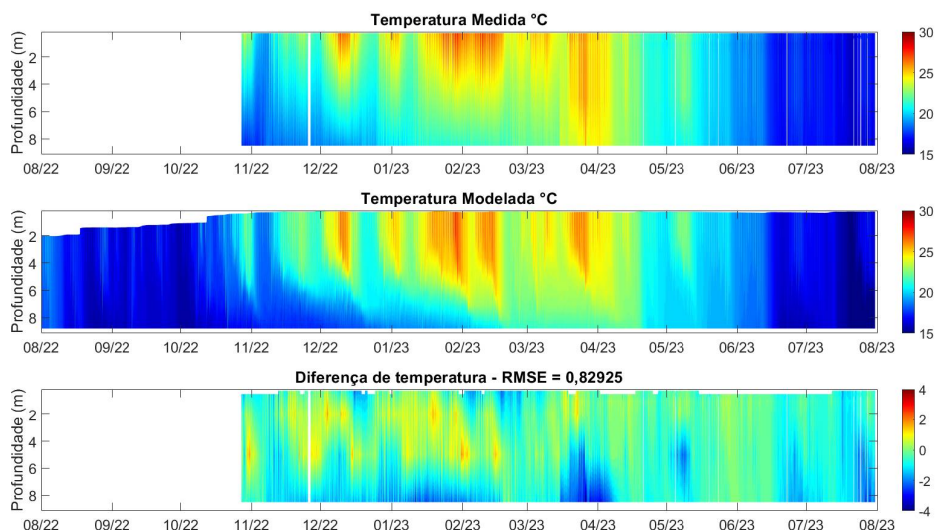 Temperatura Medida °C
Profundidade (m)
2
4
6
8
08/22 09/22 10/22 11/22 12/22 01/23 02/23 03/23 04/23 05/23 06/23 07/23 08/23
30
25
20
15
Temperatura Modelada °C
Profundidade (m)
2
4
6
8
08/22 09/22 10/22 11/22 12/22 01/23 02/23 03/23 04/23 05/23 06/23 07/23 08/23
30
25
20
15
Diferença de temperatura - RMSE = 0,82925
Profundidade (m)
2
4
6
8
08/22 09/22 10/22 11/22 12/22 01/23 02/23 03/23 04/23 05/23 06/23 07/23 08/23
4
2
0
-2
-4